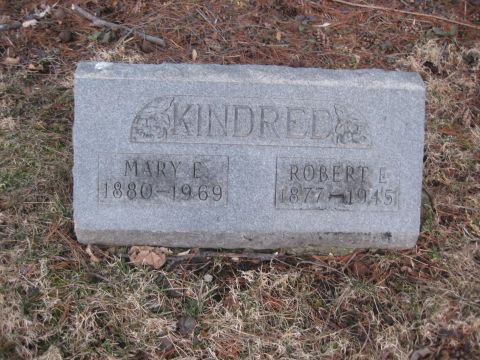 KINDRED
MARY E.
1880-1969
ROBERT E.
1877-1945